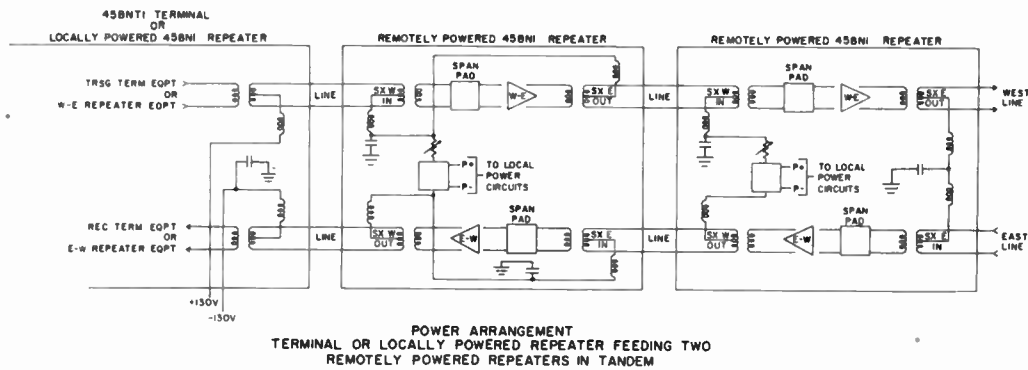 45BNT1 TERMINAL
OR
LOCALLY POWERED 45BN1 REPEATER
REMOTELY POWERED 45BN1 REPEATER
REMOTELY POWERED 45BN1 REPEATER
TRSG TERM EQPT
OR
W-E REPEATER EQPT
LINE
SX W
IN
SPAN
PAD
W-E
SX E
OUT
LINE
SX W
IN
SPAN
PAD
W-E
SX E
OUT
WEST
LINE
P+
P-
TO LOCAL
POWER
CIRCUITS
P+
P-
TO LOCAL
POWER
CIRCUITS
REC TERM EQPT
OR
E-W REPEATER EQPT
LINE
SX W
OUT
E-W
SPAN
PAD
SX E
IN
LINE
SX W
OUT
E-W
SPAN
PAD
SX E
IN
EAST
LINE
+130V
-130V
POWER ARRANGEMENT
TERMINAL OR LOCALLY POWERED REPEATER FEEDING TWO
REMOTELY POWERED REPEATERS IN TANDEM